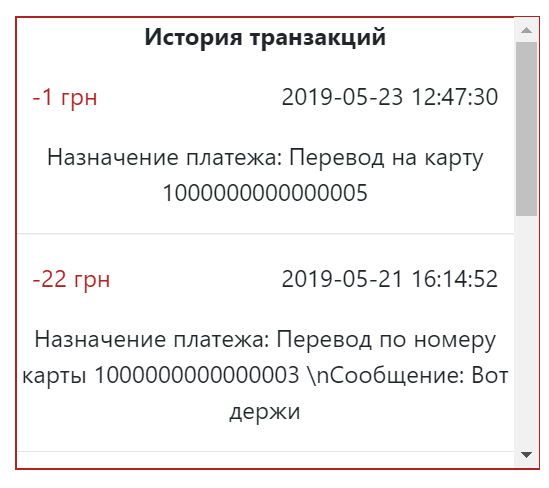 История транзакций
-1 грн 2019-05-23 12:47:30
Назначение платежа: Перевод на карту
1000000000000005
-22 грн 2019-05-21 16:14:52
Назначение платежа: Перевод по номеру
карты 1000000000000003 \nСообщение: Вот
держи